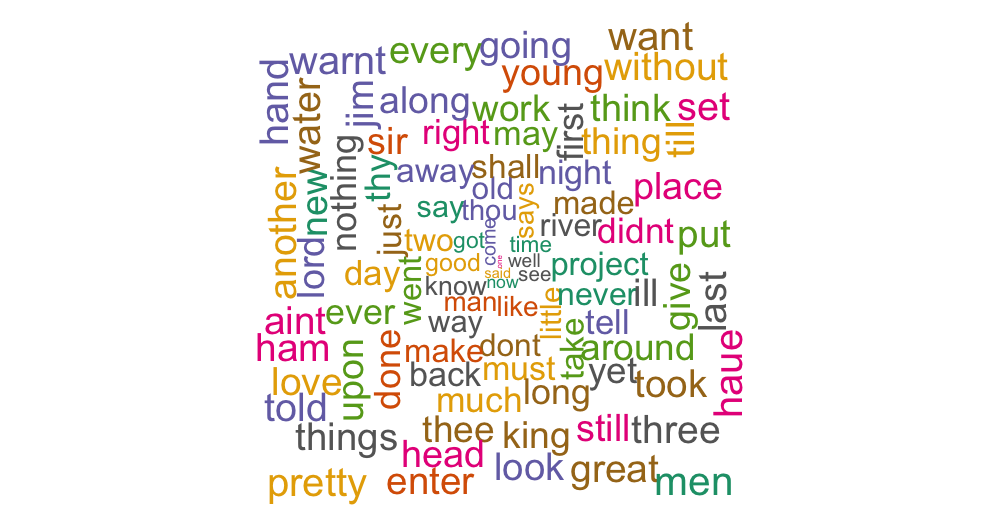 want
every going
warnt
young without
hand
water
jim
along work think set
first
sir right may thing till
nothing
thy
away shall night
another
new
old
place
says
say thou
made
just
river didnt put
lord
two got come
time
day
went
good one well
project
said see
give
last
know now
never ill
man like
little
aint ever
way
tell
take
ham
upon
done
make dont
around
haue
love
back must yet took
told
much long
things
thee king still three
head
look great
pretty enter
men